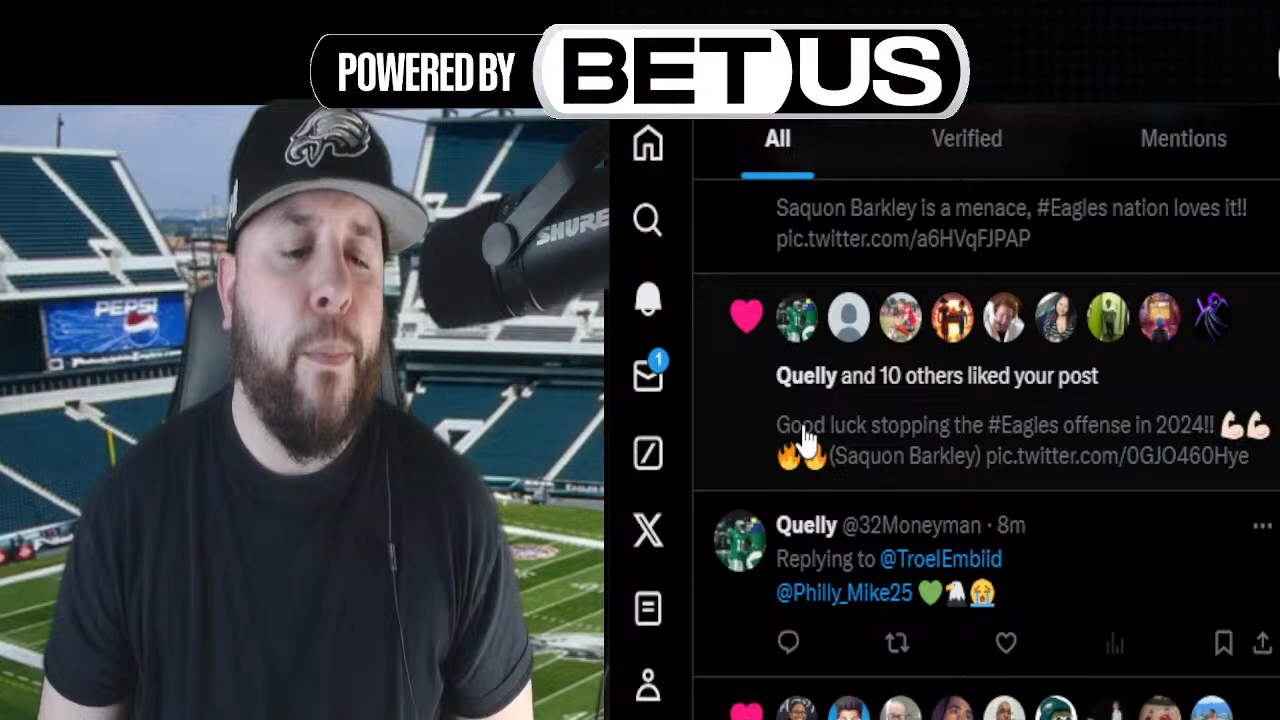 POWERED BY BETUS
All Verified Mentions
Saquon Barkley is a menace, #Eagles nation loves it!!
pic.twitter.com/a6HVqFJPAP
SHURE
PEPSI
1
Quelly and 10 others liked your post
Good luck stopping the #Eagles offense in 2024!! 💪🏻💪🏻
🔥🔥(Saquon Barkley) pic.twitter.com/0GJO460Hye
Quelly @32Moneyman · 8m
Replying to @TroelEmbiid
@Philly_Mike25 💚🦅😭